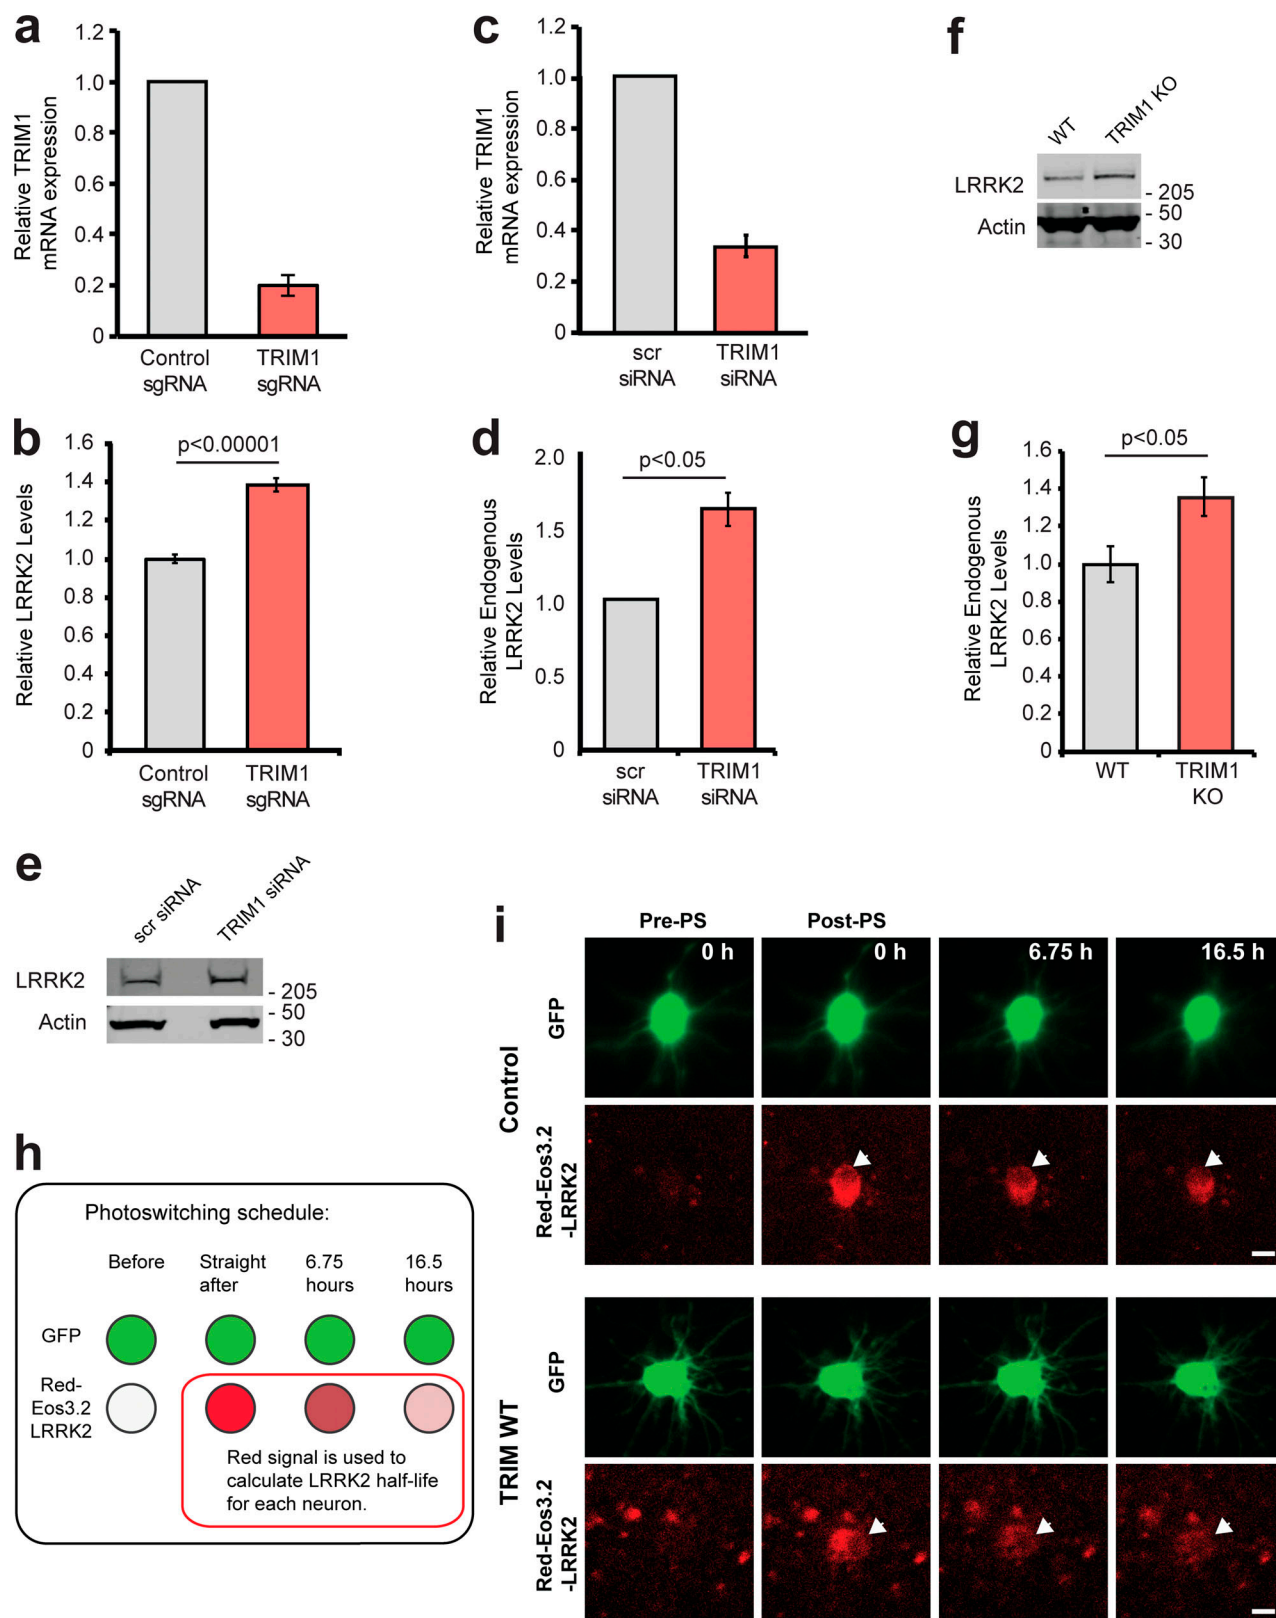 a
1.2
1.0
0.8
0.6
0.4
0.2
0
Relative TRIM1
mRNA expression
Control
sgRNA
TRIM1
sgRNA
c
1.2
1.0
0.8
0.6
0.4
0.2
0
Relative TRIM1
mRNA expression
scr
siRNA
TRIM1
siRNA
f
WT
TRIM1 KO
LRRK2
- 205
- 50
Actin
- 30
b
1.6
1.4
1.2
1.0
0.8
0.6
0.4
0.2
0
Relative LRRK2 Levels
p<0.00001
Control
sgRNA
TRIM1
sgRNA
d
2.0
1.5
1.0
0.5
0
Relative Endogenous
LRRK2 Levels
p<0.05
scr
siRNA
TRIM1
siRNA
g
1.6
1.4
1.2
1.0
0.8
0.6
0.4
0.2
0
Relative Endogenous
LRRK2 Levels
p<0.05
WT
TRIM1
KO
e
scr siRNA
TRIM1 siRNA
LRRK2
- 205
- 50
Actin
- 30
h
Photoswitching schedule:
Before
Straight
after
6.75
hours
16.5
hours
GFP
Red-
Eos3.2
LRRK2
Red signal is used to
calculate LRRK2 half-life
for each neuron.
i
Pre-PS
Post-PS
0 h
0 h
6.75 h
16.5 h
Control
GFP
Red-Eos3.2
-LRRK2
TRIM WT
GFP
Red-Eos3.2
-LRRK2